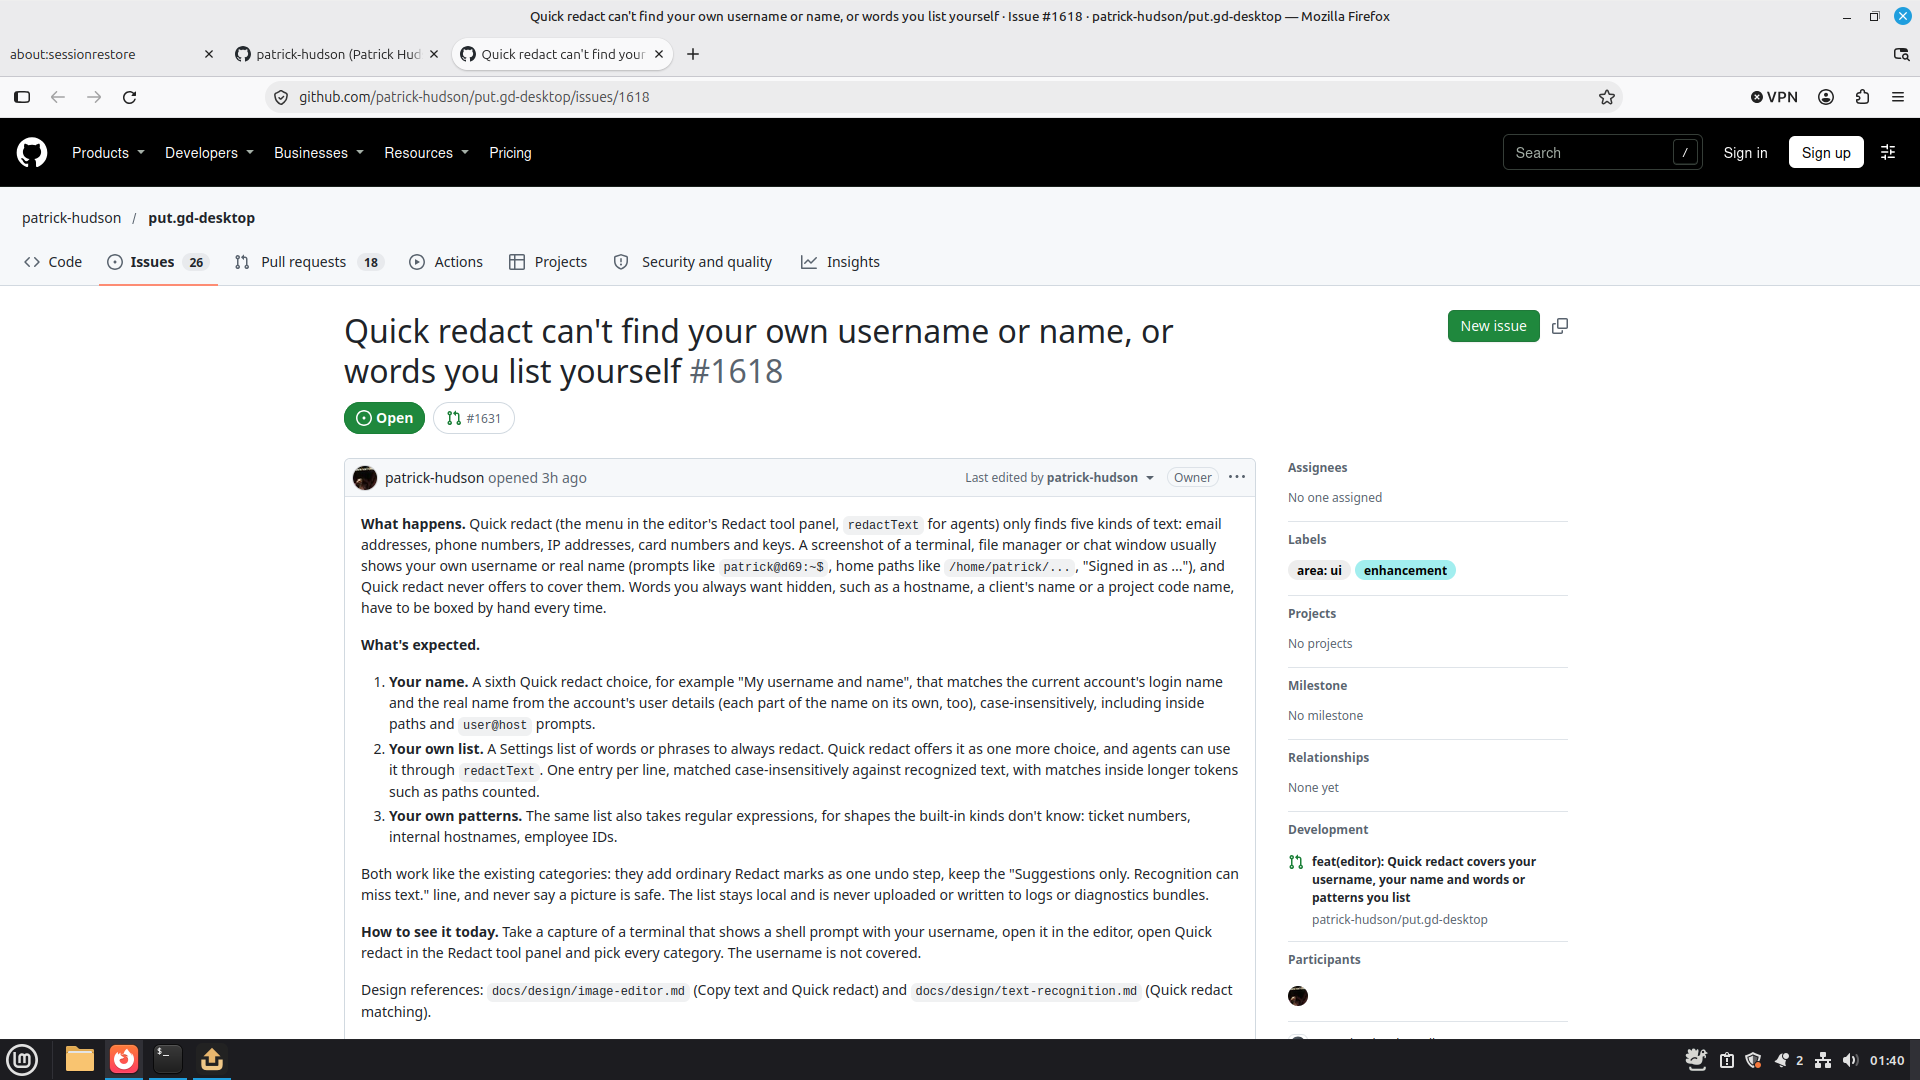 Quick redact can't find your own username or name, or words you list yourself · Issue #1618 · patrick-hudson/put.gd-desktop — Mozilla Firefox
about:sessionrestore
patrick-hudson (Patrick Hud
Quick redact can't find your
github.com/patrick-hudson/put.gd-desktop/issues/1618
VPN
Products
Developers
Businesses
Resources
Pricing
Search
/
Sign in
Sign up
patrick-hudson / put.gd-desktop
Code
Issues 26
Pull requests 18
Actions
Projects
Security and quality
Insights
Quick redact can't find your own username or name, or
words you list yourself #1618
New issue
Open
#1631
patrick-hudson opened 3h ago
Last edited by patrick-hudson
Owner
What happens. Quick redact (the menu in the editor's Redact tool panel, redactText for agents) only finds five kinds of text: email
addresses, phone numbers, IP addresses, card numbers and keys. A screenshot of a terminal, file manager or chat window usually
shows your own username or real name (prompts like patrick@d69:~$, home paths like /home/patrick/..., "Signed in as ..."), and
Quick redact never offers to cover them. Words you always want hidden, such as a hostname, a client's name or a project code name,
have to be boxed by hand every time.
What's expected.
1. Your name. A sixth Quick redact choice, for example "My username and name", that matches the current account's login name
and the real name from the account's user details (each part of the name on its own, too), case-insensitively, including inside
paths and user@host prompts.
2. Your own list. A Settings list of words or phrases to always redact. Quick redact offers it as one more choice, and agents can use
it through redactText. One entry per line, matched case-insensitively against recognized text, with matches inside longer tokens
such as paths counted.
3. Your own patterns. The same list also takes regular expressions, for shapes the built-in kinds don't know: ticket numbers,
internal hostnames, employee IDs.
Both work like the existing categories: they add ordinary Redact marks as one undo step, keep the "Suggestions only. Recognition can
miss text." line, and never say a picture is safe. The list stays local and is never uploaded or written to logs or diagnostics bundles.
How to see it today. Take a capture of a terminal that shows a shell prompt with your username, open it in the editor, open Quick
redact in the Redact tool panel and pick every category. The username is not covered.
Design references: docs/design/image-editor.md (Copy text and Quick redact) and docs/design/text-recognition.md (Quick redact
matching).
Assignees
No one assigned
Labels
area: ui
enhancement
Projects
No projects
Milestone
No milestone
Relationships
None yet
Development
feat(editor): Quick redact covers your
username, your name and words or
patterns you list
patrick-hudson/put.gd-desktop
Participants
2
01:40